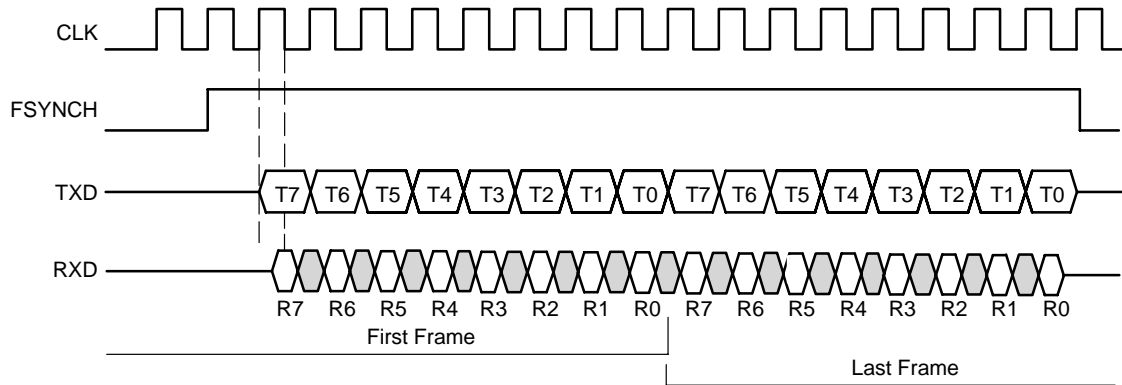 CLK
FSYNCH
TXD T7 T6 T5 T4 T3 T2 T1 T0 T7 T6 T5 T4 T3 T2 T1 T0
RXD
R7 R6 R5 R4 R3 R2 R1 R0 R7 R6 R5 R4 R3 R2 R1 R0
First Frame
Last Frame